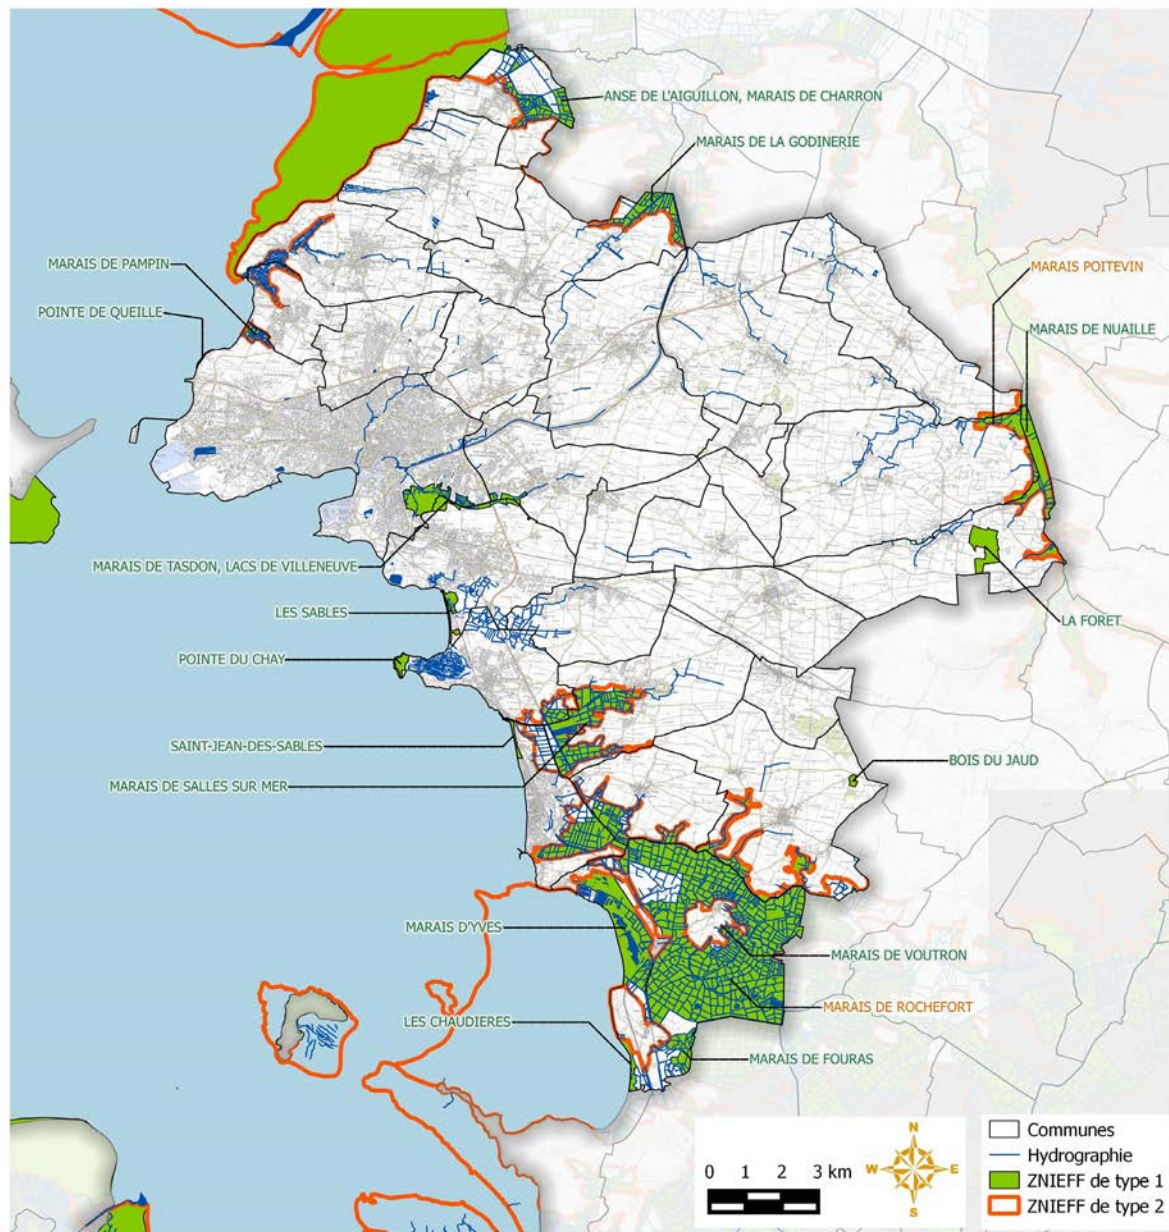 ANSE DE L'AIGUILLON, MARAIS DE CHARRON
MARAIS DE LA GODINERIE
MARAIS DE PAMPIN
MARAIS POITEVIN
POINTE DE QUEILLE
MARAIS DE NUAILLE
MARAIS DE TASDON, LACS DE VILLENEUVE
LES SABLES
LA FORET
POINTE DU CHAY
SAINT-JEAN-DES-SABLES
BOIS DU JAUD
MARAIS DE SALLES SUR MER
MARAIS D'YVES
MARAIS DE VOUTRON
MARAIS DE ROCHEFORT
LES CHAUDIERES
MARAIS DE FOURAS
N
W E
S
0 1 2 3 km
Communes
Hydrographie
ZNIEFF de type 1
ZNIEFF de type 2